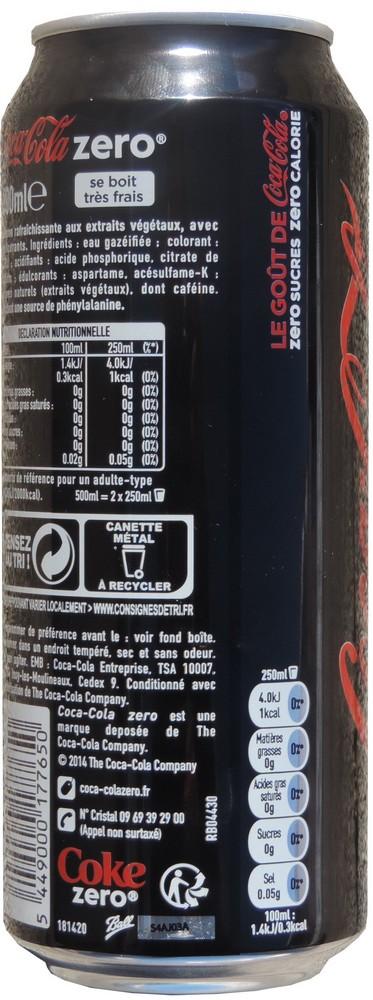 Coca-Cola zero®
se boit
très frais
rafraîchissante aux extraits végétaux, avec
Ingrédients : eau gazéifiée ; colorant :
acidifiants : acide phosphorique, citrate de
édulcorants : aspartame, acésulfame-K ;
naturels (extraits végétaux), dont caféine.
une source de phénylalanine.
DECLARATION NUTRITIONNELLE
100ml 250ml (%*)
1.4kJ/ 4.0kJ/
0.3kcal 1kcal (0%)
0g 0g (0%)
0g 0g (0%)
0g 0g (0%)
0g 0g (0%)
0g 0g (0%)
0.02g 0.05g (0%)
de référence pour un adulte-type
500ml = 2 x 250ml
CANETTE
MÉTAL
À RECYCLER
VARIER LOCALEMENT > WWW.CONSIGNESDETRI.FR
de préférence avant le : voir fond boîte.
dans un endroit tempéré, sec et sans odeur.
EMB : Coca-Cola Entreprise, TSA 10007,
Cedex 9. Conditionné avec
de The Coca-Cola Company.
Coca-Cola zero est une
marque deposée de The
Coca-Cola Company.
© 2014 The Coca-Cola Company
coca-colazero.fr
N° Cristal 09 69 39 29 00
(Appel non surtaxé)
RB04430
5 449000 177650
Coke
zero®
181420 Ball S4AJ03A
LE GOÛT DE Coca-Cola®
zero SUCRES zero CALORIE
250ml
4.0kJ
1kcal 0%*
Matières
grasses
0g 0%*
Acides gras
saturés
0g 0%*
Sucres
0g 0%*
Sel
0.05g 0%*
100ml :
1.4kJ/0.3kcal